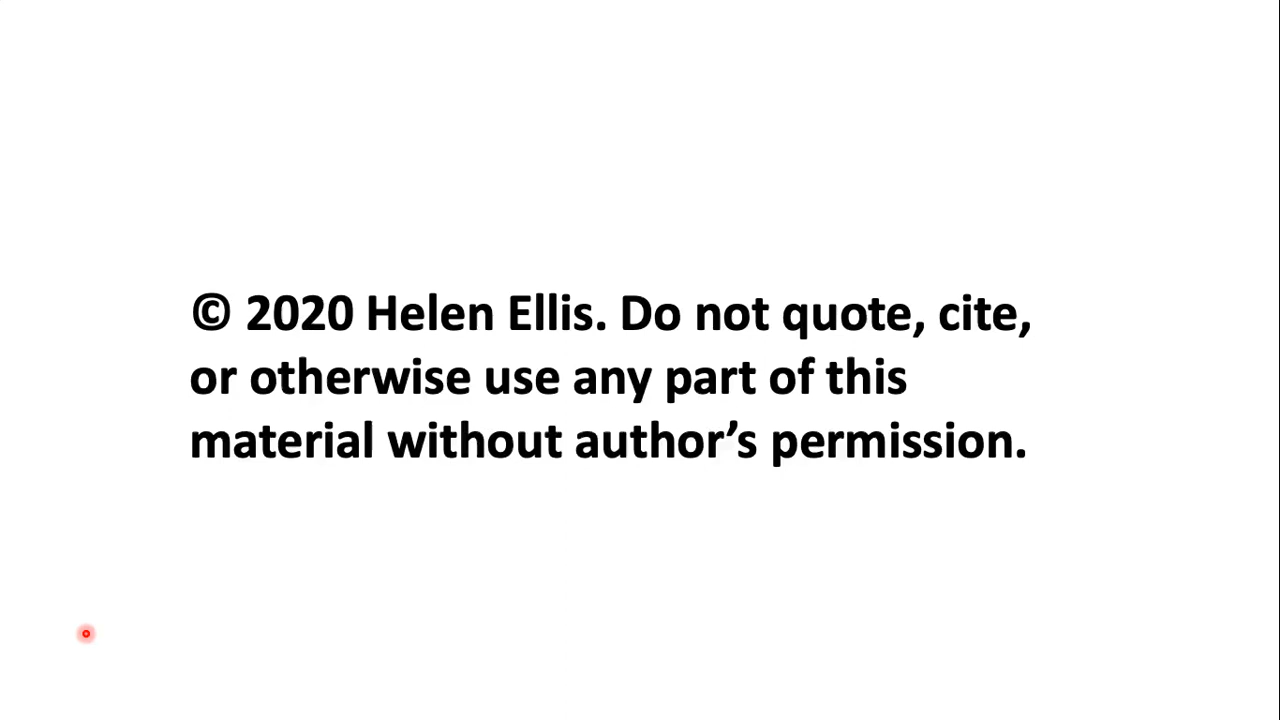 © 2020 Helen Ellis. Do not quote, cite,
or otherwise use any part of this
material without author’s permission.